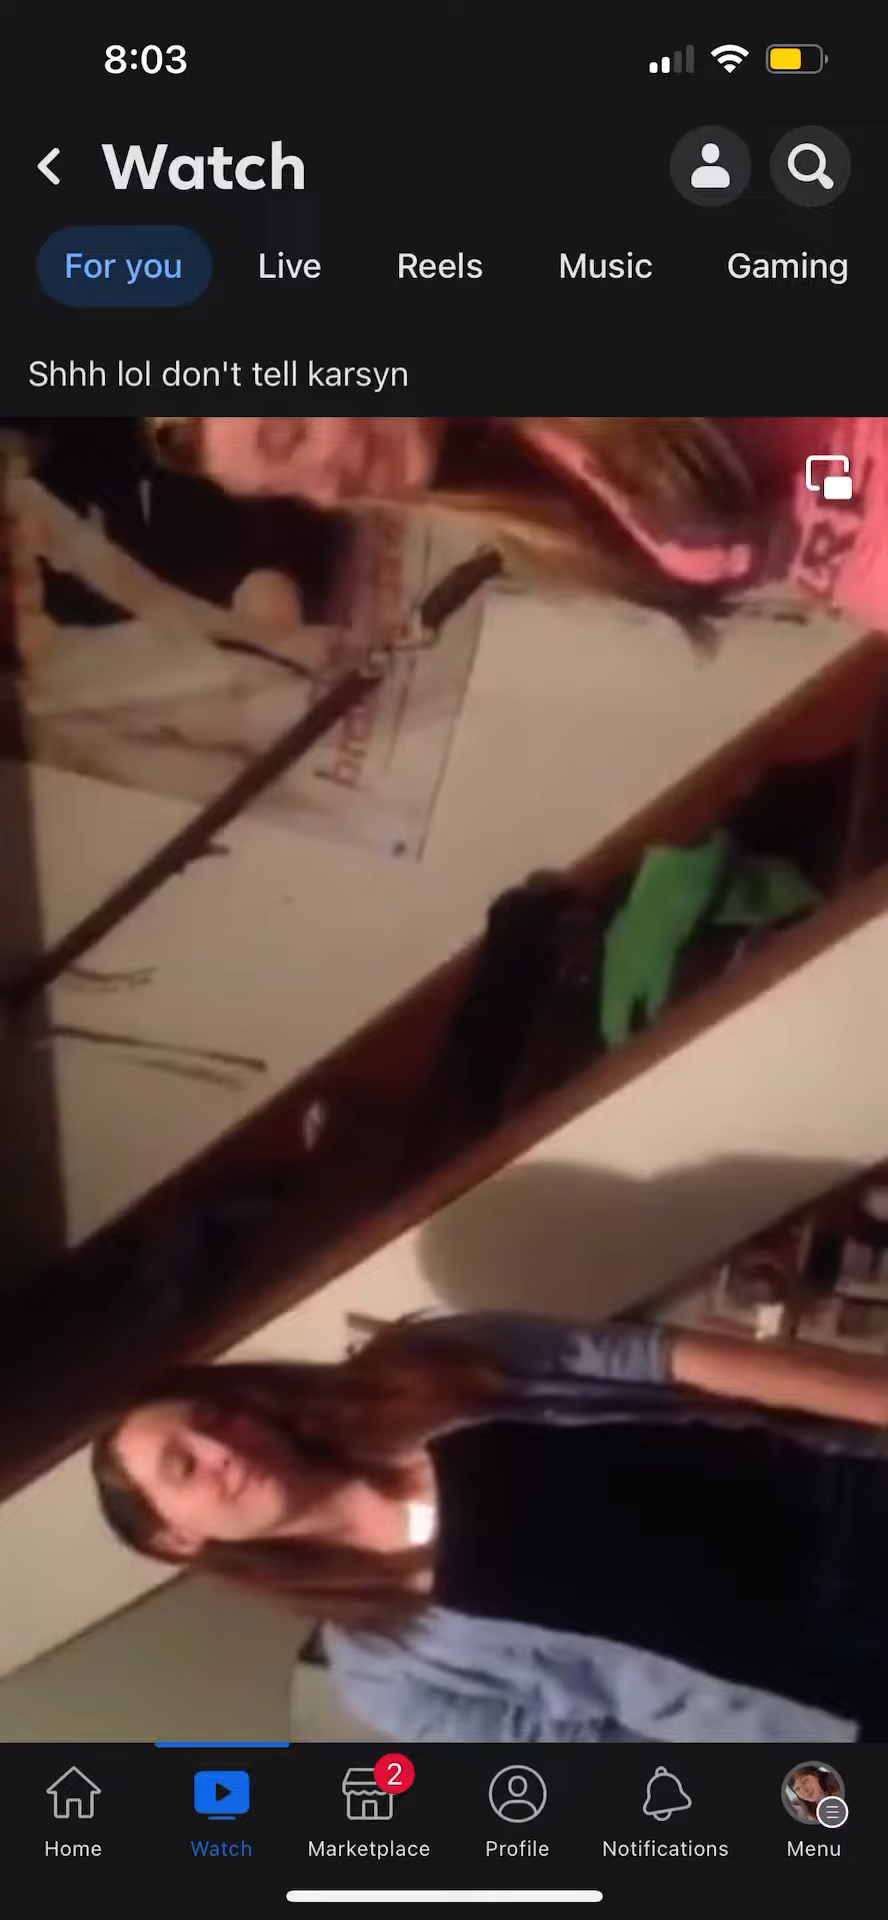 8:03
Watch
For you
Live
Reels
Music
Gaming
Shhh lol don't tell karsyn
2
Home
Watch
Marketplace
Profile
Notifications
Menu